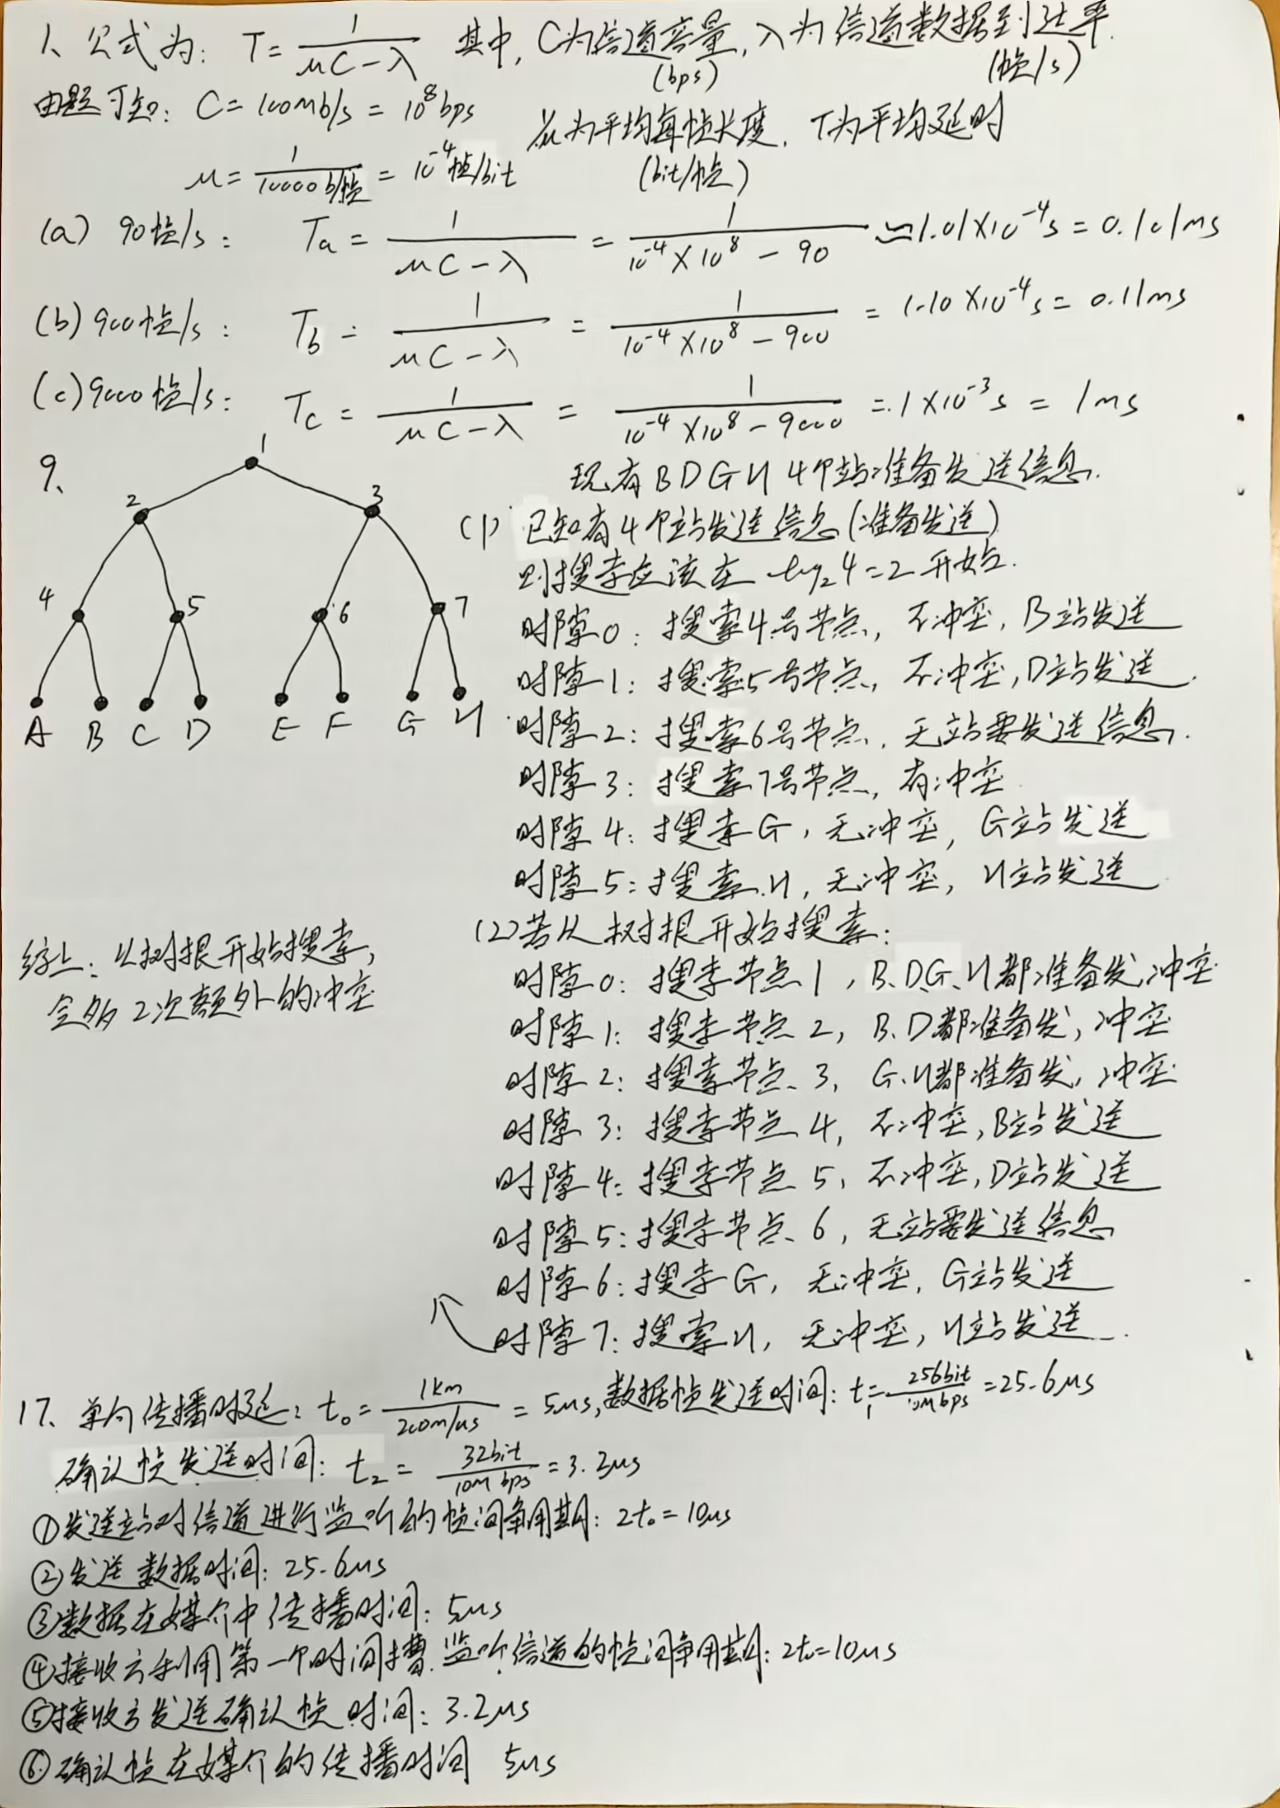 1、公式为: T = 1/(μC-λ) 其中, C为信道容量, λ为信道数据到达率.
(bps) (帧/s)
由题可知: C = 100Mb/s = 10⁸bps 1/μ为平均每帧长度, T为平均延时
μ = 1/(10000b/帧) = 10⁻⁴帧/bit (bit/帧)
(a) 90帧/s: Ta = 1/(μC-λ) = 1/(10⁻⁴×10⁸-90) ≈1.01×10⁻⁴s = 0.101ms
(b) 900帧/s: Tb = 1/(μC-λ) = 1/(10⁻⁴×10⁸-900) = 1.10×10⁻⁴s = 0.11ms
(c) 9000帧/s: Tc = 1/(μC-λ) = 1/(10⁻⁴×10⁸-9000) = 1×10⁻³s = 1ms
9、
1
2 3
4 5 6 7
A B C D E F G H
现有BDGH 4个站准备发送信息.
(1) 已知有4个站发送信息(准备发送)
则搜索应该在 log₂4=2 开始.
时隙0: 搜索4号节点, 不冲突, B站发送
时隙1: 搜索5号节点, 不冲突, D站发送.
时隙2: 搜索6号节点, 无站要发送信息.
时隙3: 搜索7号节点, 有冲突
时隙4: 搜索G, 无冲突, G站发送
时隙5: 搜索H, 无冲突, H站发送
(2)若从树根开始搜索:
时隙0: 搜索节点1, B、D、G、H都准备发,冲突
时隙1: 搜索节点2, B、D都准备发, 冲突
时隙2: 搜索节点3, G、H都准备发, 冲突
时隙3: 搜索节点4, 不冲突, B站发送
时隙4: 搜索节点5, 不冲突, D站发送
时隙5: 搜索节点6, 无站要发送信息
时隙6: 搜索G, 无冲突, G站发送
时隙7: 搜索H, 无冲突, H站发送.
综上: 从树根开始搜索,
会多2次额外的冲突
17、单向传播时延: t₀ = 1km/(200m/μs) = 5μs, 数据帧发送时间: t₁ = 256bit/10Mbps = 25.6μs
确认帧发送时间: t₂ = 32bit/10Mbps = 3.2μs
①发送站对信道进行监听的帧间争用期: 2t₀ = 10μs
②发送数据时间: 25.6μs
③数据在媒介中传播时间: 5μs
④接收方利用第一个时间槽监听信道的帧间争用期: 2t₀=10μs
⑤接收方发送确认帧时间: 3.2μs
⑥确认帧在媒介的传播时间 5μs